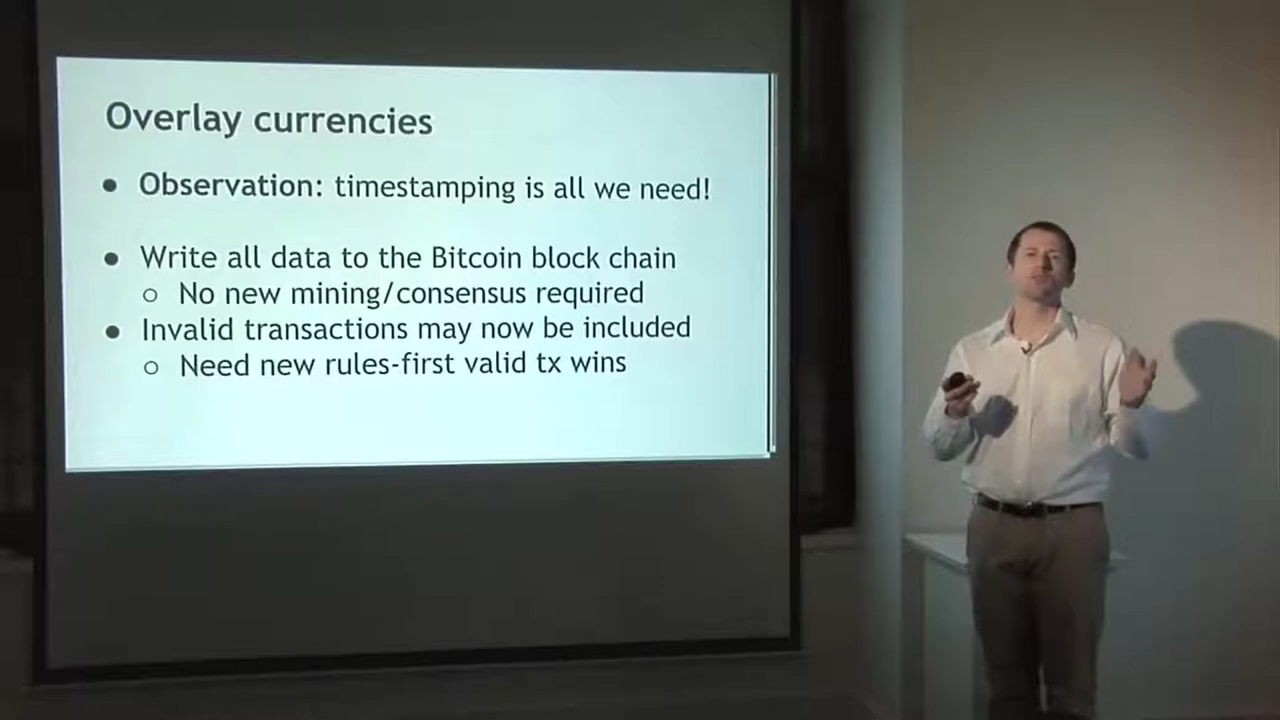 Overlay currencies
● Observation: timestamping is all we need!
● Write all data to the Bitcoin block chain
○ No new mining/consensus required
● Invalid transactions may now be included
○ Need new rules-first valid tx wins